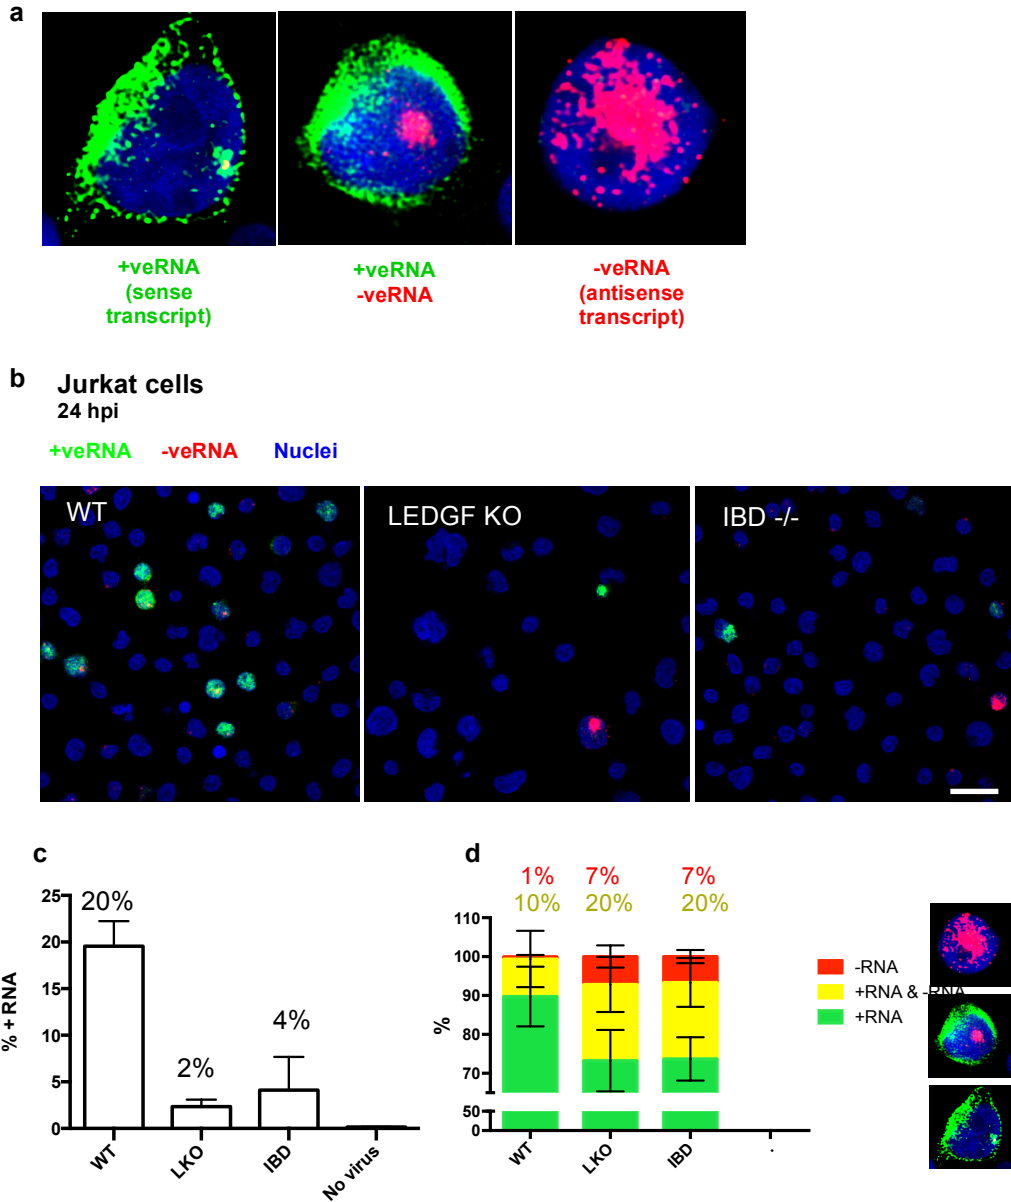 a
+veRNA
(sense
transcript)
+veRNA
-veRNA
-veRNA
(antisense
transcript)
b
Jurkat cells
24 hpi
+veRNA -veRNA Nuclei
WT
LEDGF KO
IBD -/-
c
% + RNA
25
20
15
10
5
0
20%
2%
4%
WT
LKO
IBD
No virus
d
1% 7% 7%
10% 20% 20%
%
110
100
90
80
70
50
0
WT
LKO
IBD
.
-RNA
+RNA & -RNA
+RNA